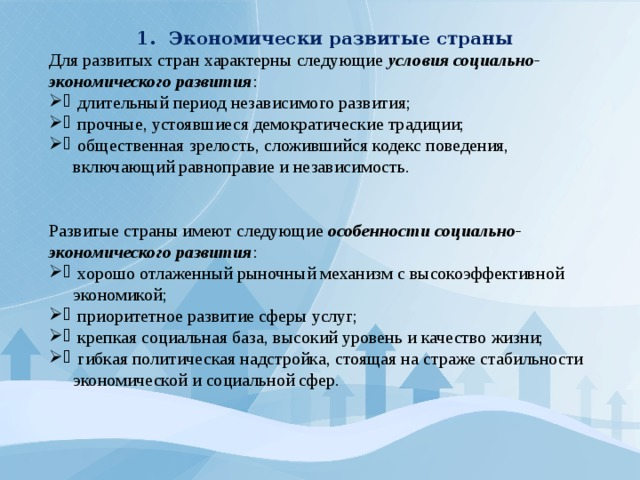 1. Экономически развитые страны
Для развитых стран характерны следующие условия социально-
экономического развития:
➢ длительный период независимого развития;
➢ прочные, устоявшиеся демократические традиции;
➢ общественная зрелость, сложившийся кодекс поведения,
включающий равноправие и независимость.
Развитые страны имеют следующие особенности социально-
экономического развития:
➢ хорошо отлаженный рыночный механизм с высокоэффективной
экономикой;
➢ приоритетное развитие сферы услуг;
➢ крепкая социальная база, высокий уровень и качество жизни;
➢ гибкая политическая надстройка, стоящая на страже стабильности
экономической и социальной сфер.